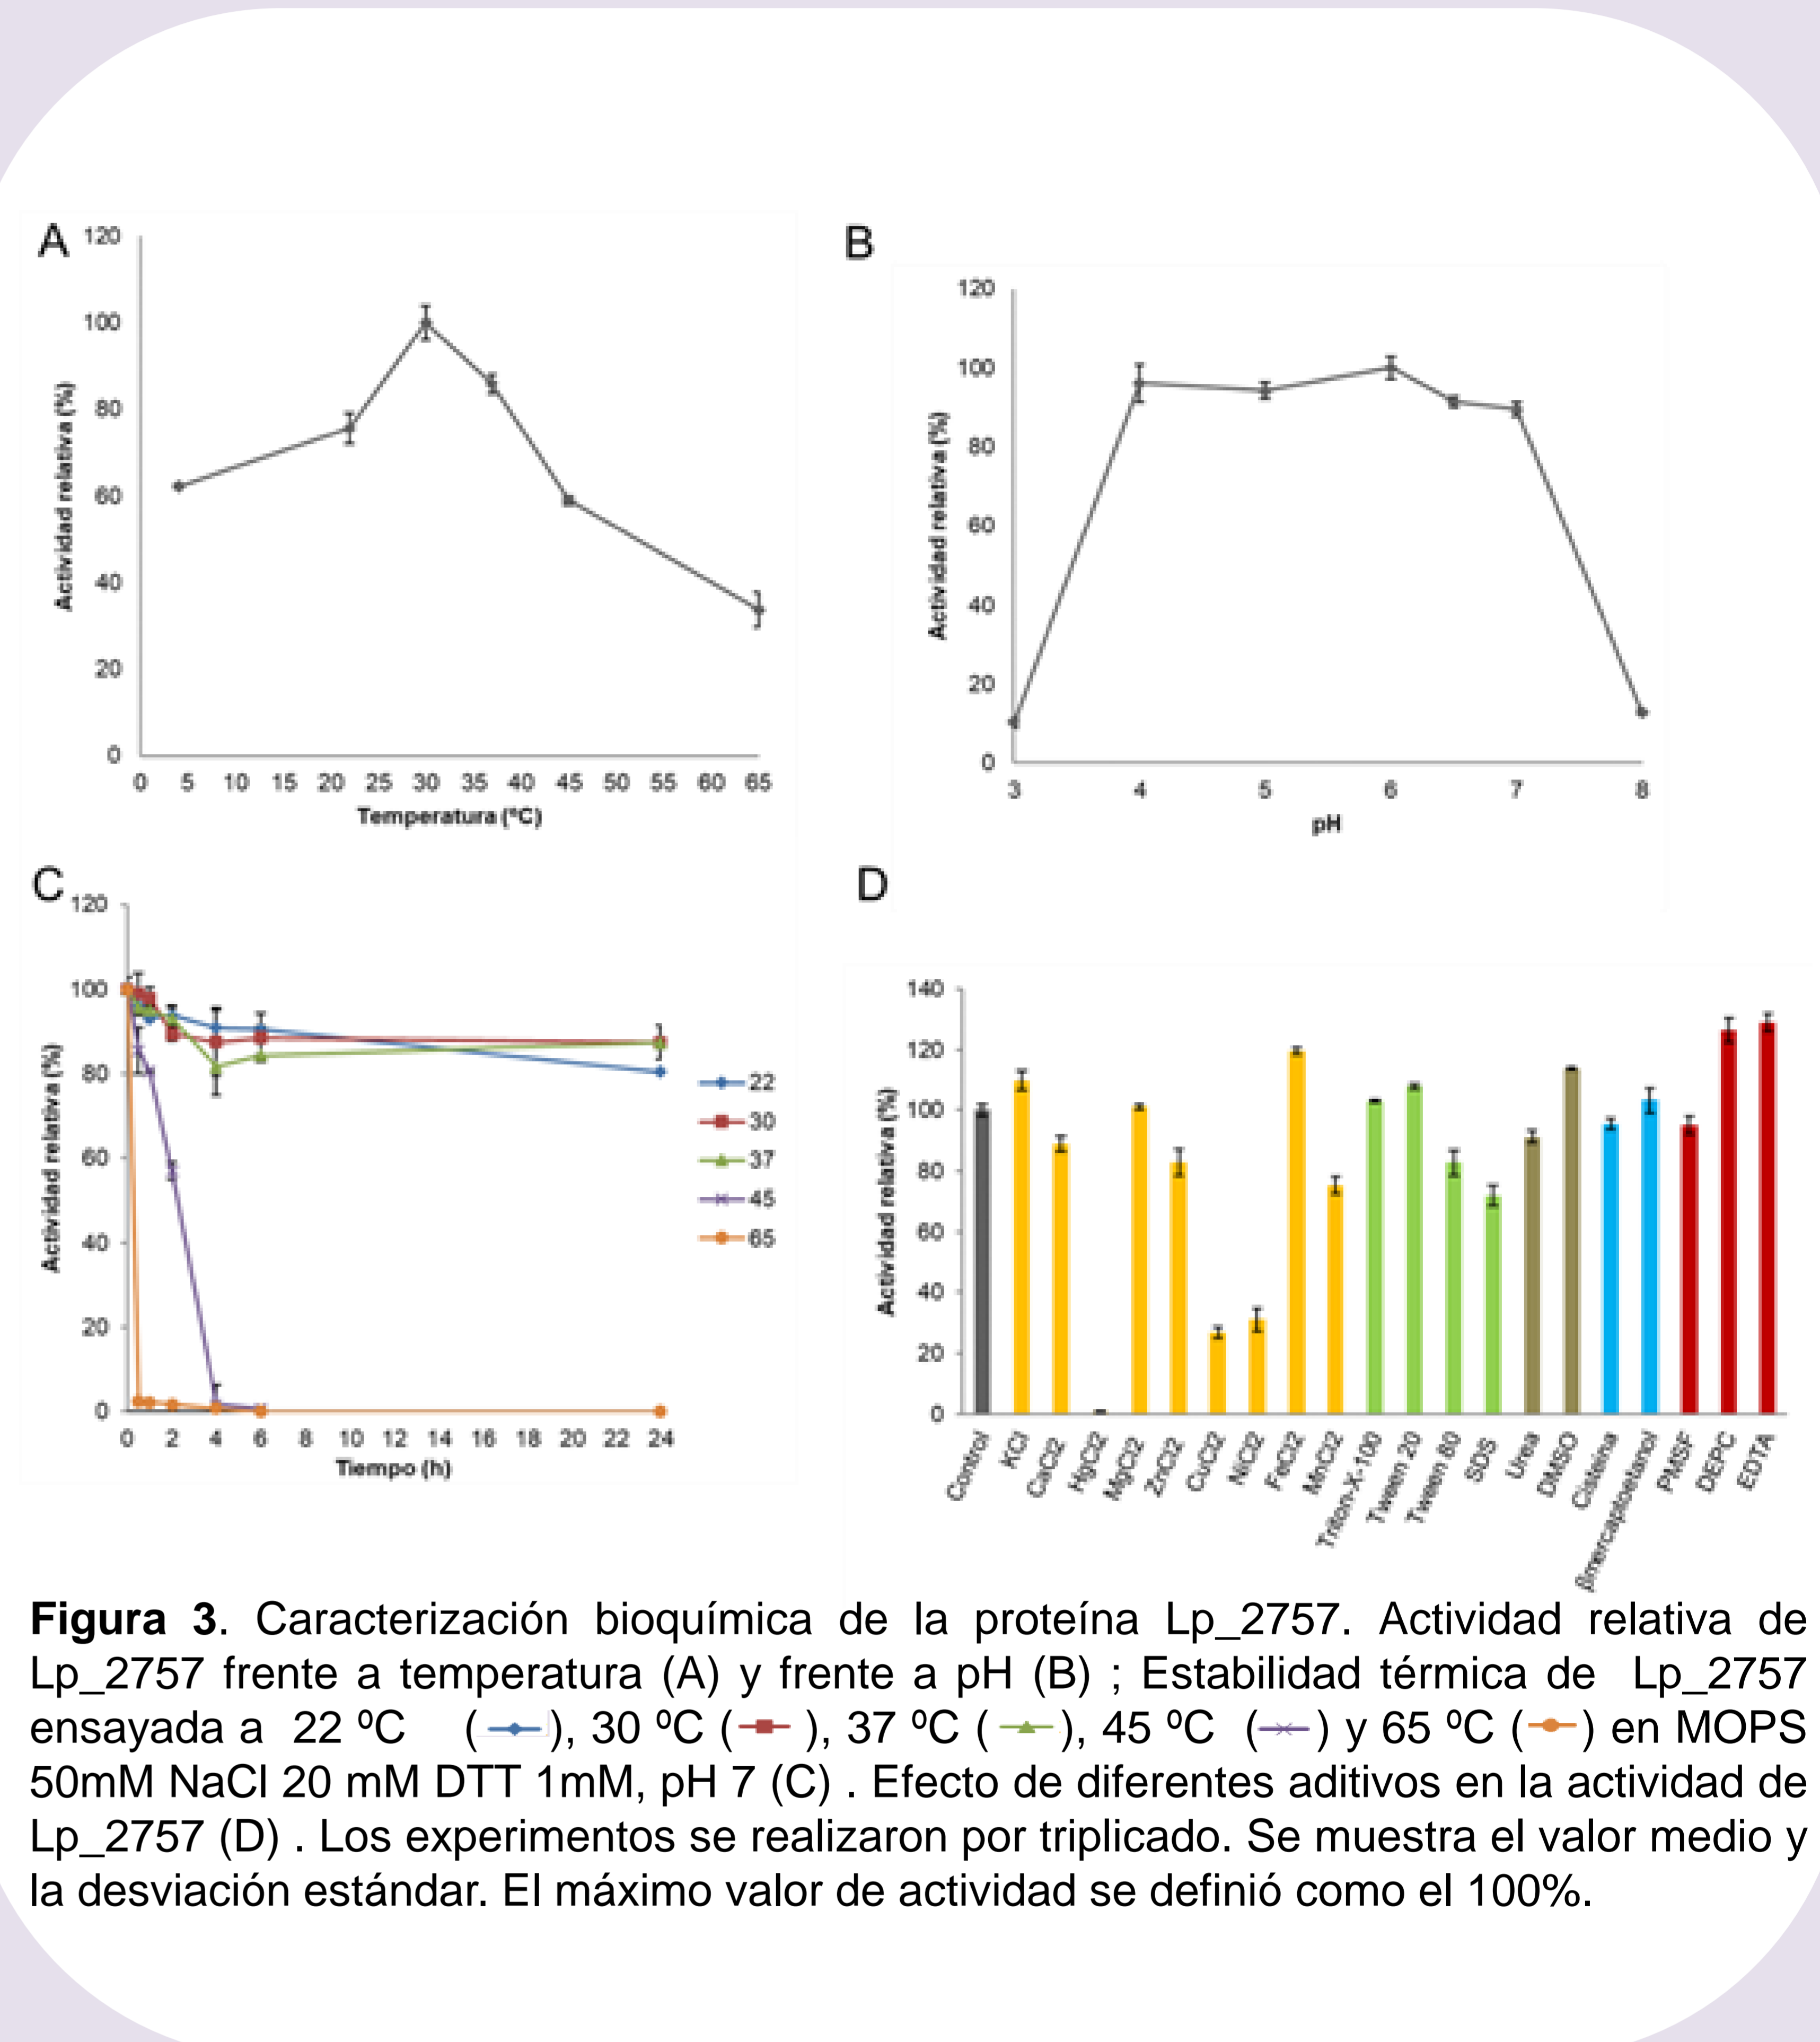 A
120
100
80
60
40
20
0
Actividad relativa (%)
0 5 10 15 20 25 30 35 40 45 50 55 60 65
Temperatura (ºC)
B
120
100
80
60
40
20
0
Actividad relativa (%)
3 4 5 6 7 8
pH
C
120
100
80
60
40
20
0
Actividad relativa (%)
0 2 4 6 8 10 12 14 16 18 20 22 24
Tiempo (h)
22
30
37
45
65
D
140
120
100
80
60
40
20
0
Actividad relativa (%)
Control
KCl
CaCl2
HgCl2
MgCl2
ZnCl2
CuCl2
NiCl2
FeCl2
MnCl2
Triton-X-100
Tween 20
Tween 80
SDS
Urea
DMSO
Cisteina
βmercaptoetanol
PMSF
DEPC
EDTA
Figura 3. Caracterización bioquímica de la proteína Lp_2757. Actividad relativa de
Lp_2757 frente a temperatura (A) y frente a pH (B) ; Estabilidad térmica de Lp_2757
ensayada a 22 ºC ( ), 30 ºC ( ), 37 ºC ( ), 45 ºC ( ) y 65 ºC ( ) en MOPS
50mM NaCl 20 mM DTT 1mM, pH 7 (C) . Efecto de diferentes aditivos en la actividad de
Lp_2757 (D) . Los experimentos se realizaron por triplicado. Se muestra el valor medio y
la desviación estándar. El máximo valor de actividad se definió como el 100%.